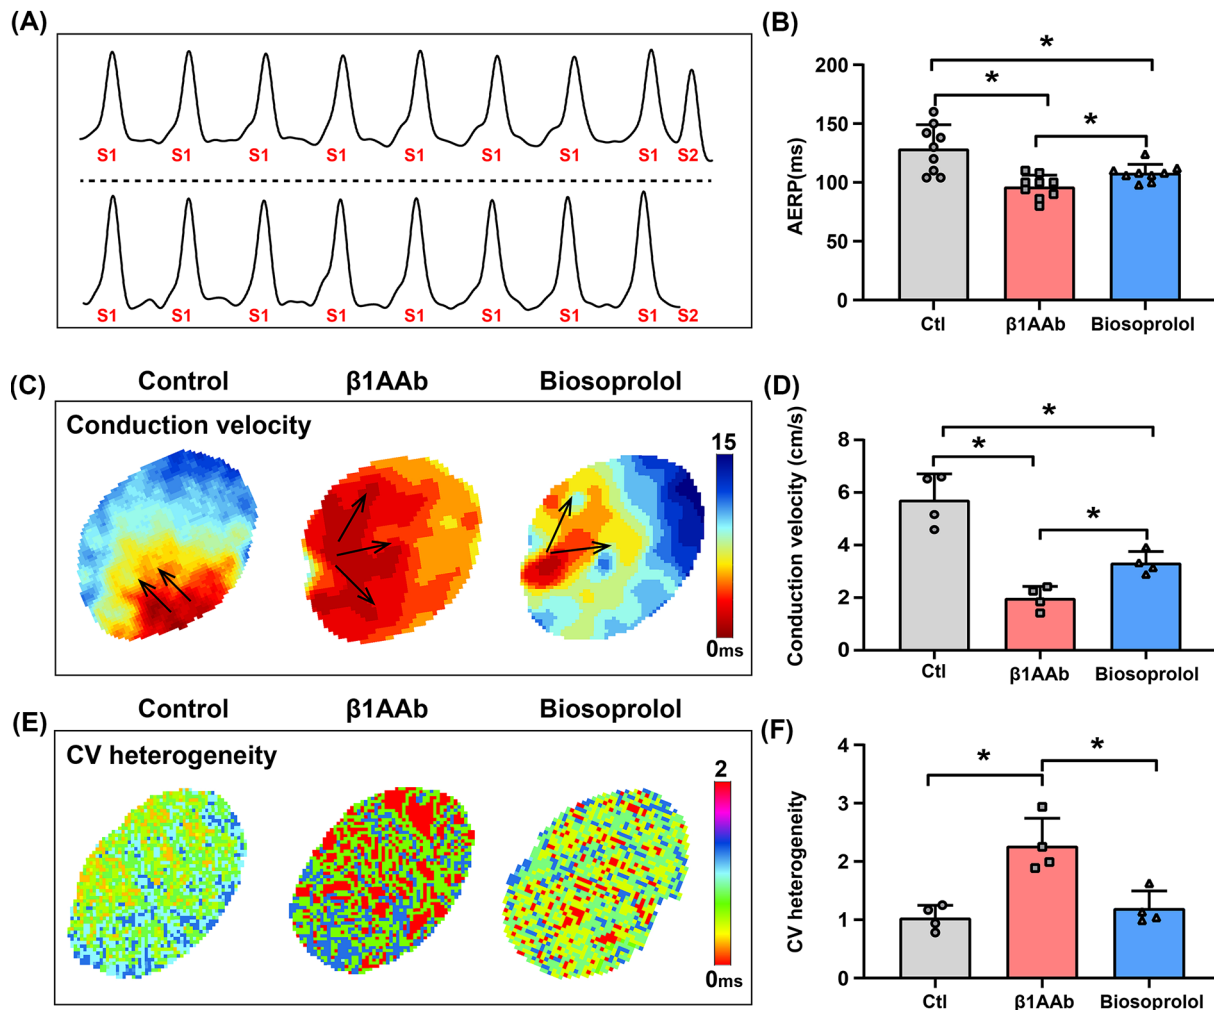 (A)
S1 S1 S1 S1 S1 S1 S1 S1 S2
S1 S1 S1 S1 S1 S1 S1 S1 S2
(B)
* * *
AERP(ms)
200
150
100
50
0
Ctl β1AAb Biosoprolol
(C)
Control β1AAb Biosoprolol
Conduction velocity
15
0ms
(D)
* * *
Conduction velocity (cm/s)
8
6
4
2
0
Ctl β1AAb Biosoprolol
(E)
Control β1AAb Biosoprolol
CV heterogeneity
2
0ms
(F)
* *
CV heterogeneity
4
3
2
1
0
Ctl β1AAb Biosoprolol